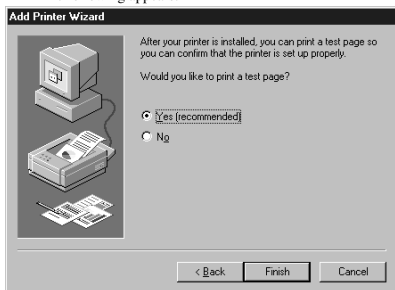 Add Printer Wizard
After your printer is installed, you can print a test page so
you can confirm that the printer is set up properly.
Would you like to print a test page?
Yes (recommended)
No
< Back
Finish
Cancel